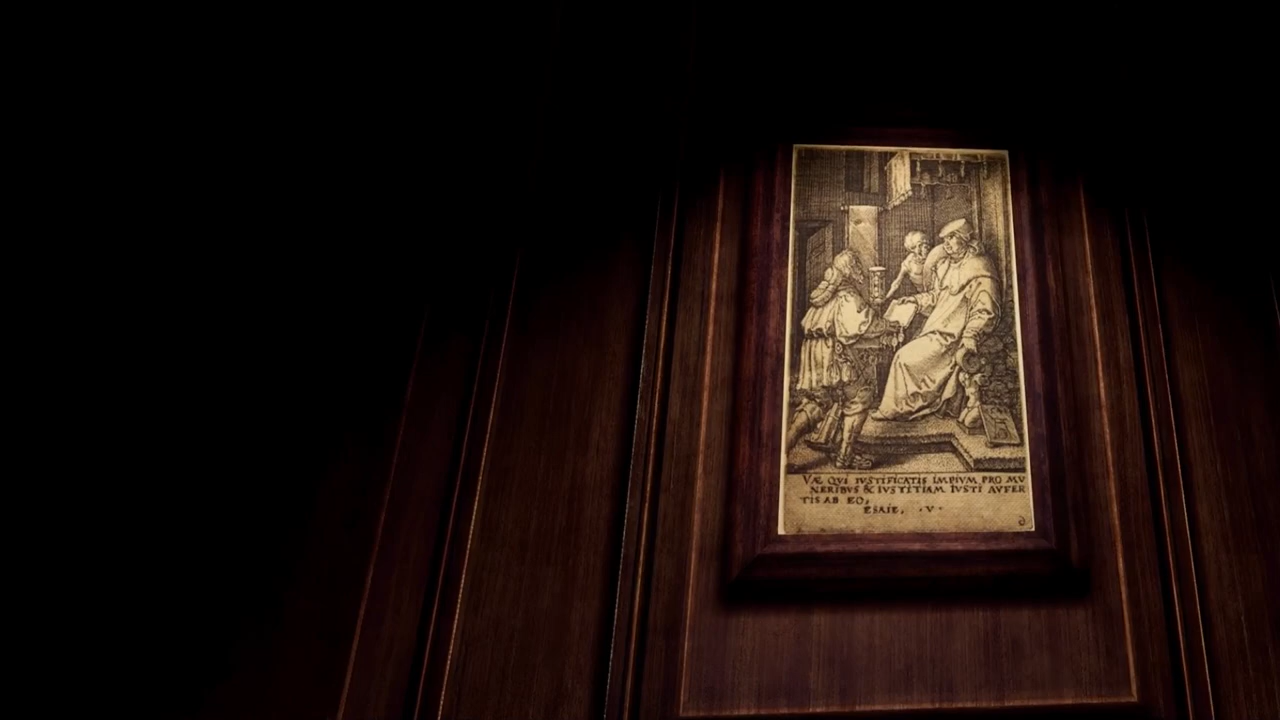 VÆ QVI IVSTIFICATIS IMPIVM PRO MV
NERIBVS & IVSTITIAM IVSTI AVFER
TIS AB EO,
ESAIE, · V ·